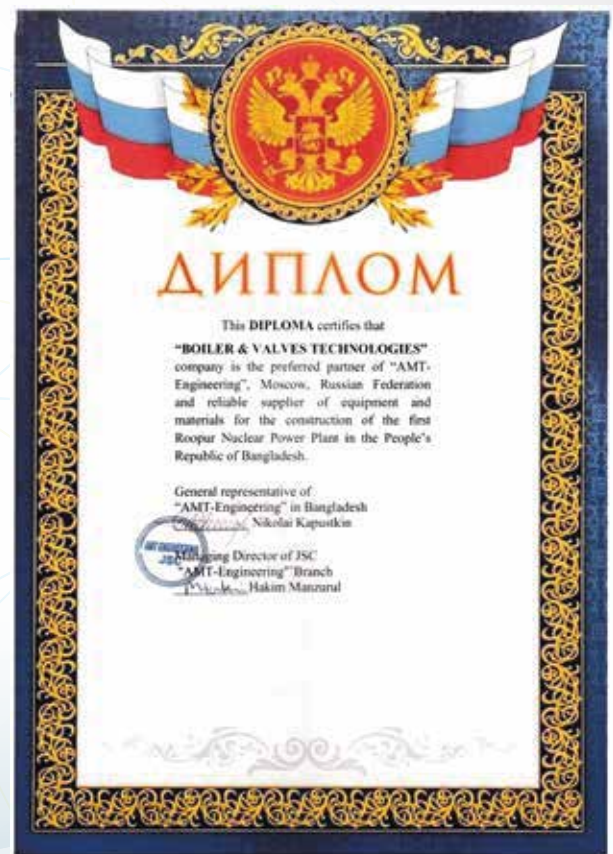 ДИПЛОМ
This DIPLOMA certifies that
"BOILER & VALVES TECHNOLOGIES"
company is the preferred partner of "AMT-
Engineering", Moscow, Russian Federation
and reliable supplier of equipment and
materials for the construction of the first
Roopur Nuclear Power Plant in the People's
Republic of Bangladesh.
General representative of
"AMT-Engineering" in Bangladesh
Nikolai Kapustkin
Managing Director of JSC
"AMT-Engineering" Branch
Hakim Manzurul
JSC